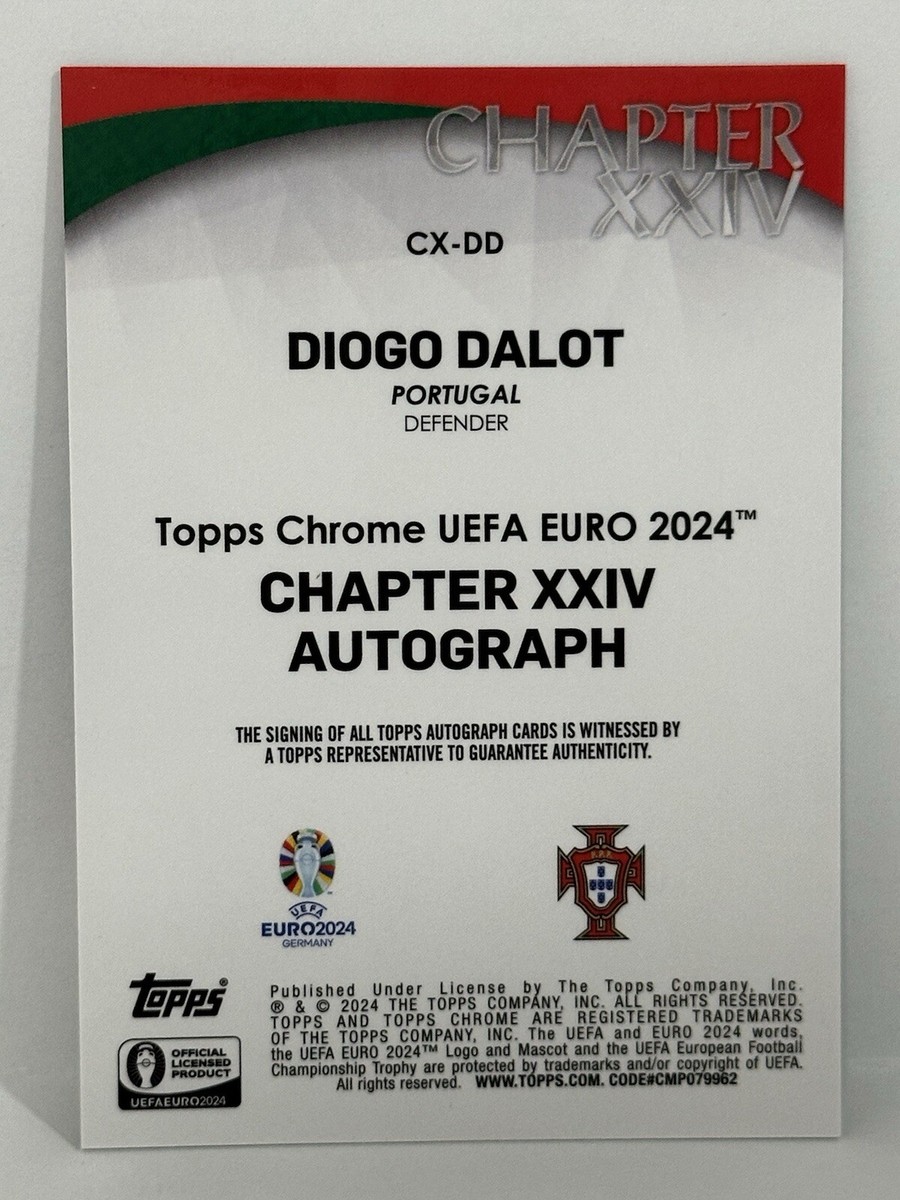 CHAPTER
XXIV
CX-DD
DIOGO DALOT
PORTUGAL
DEFENDER
Topps Chrome UEFA EURO 2024™
CHAPTER XXIV
AUTOGRAPH
THE SIGNING OF ALL TOPPS AUTOGRAPH CARDS IS WITNESSED BY
A TOPPS REPRESENTATIVE TO GUARANTEE AUTHENTICITY.
UEFA
EURO2024
GERMANY
F.P.F.
topps®
OFFICIAL
LICENSED
PRODUCT
UEFAEURO2024
Published Under License by The Topps Company, Inc.
® & © 2024 THE TOPPS COMPANY, INC. ALL RIGHTS RESERVED.
TOPPS AND TOPPS CHROME ARE REGISTERED TRADEMARKS
OF THE TOPPS COMPANY, INC. The UEFA and EURO 2024 words,
the UEFA EURO 2024™ Logo and Mascot and the UEFA European Football
Championship Trophy are protected by trademarks and/or copyright of UEFA.
All rights reserved. WWW.TOPPS.COM. CODE#CMP079962